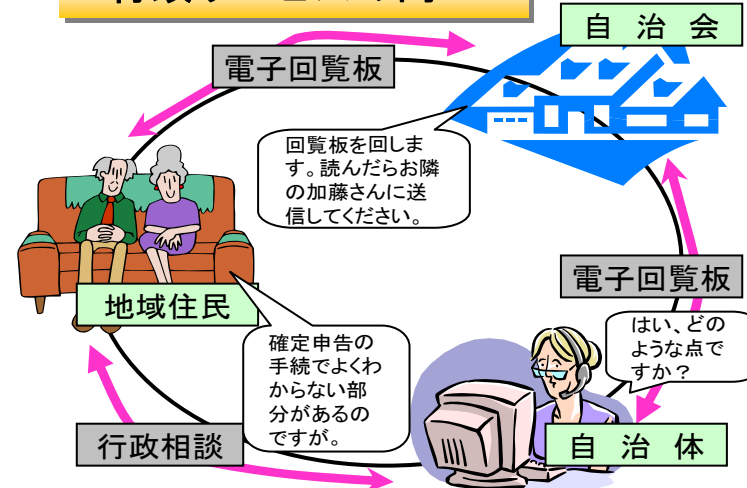 自 治 会
電子回覧板
回覧板を回しま
す。読んだらお隣
の加藤さんに送
信してください。
電子回覧板
地域住民
はい、どの
ような点で
すか？
確定申告の
手続でよくわ
からない部
分があるの
ですが。
行政相談
自 治 体